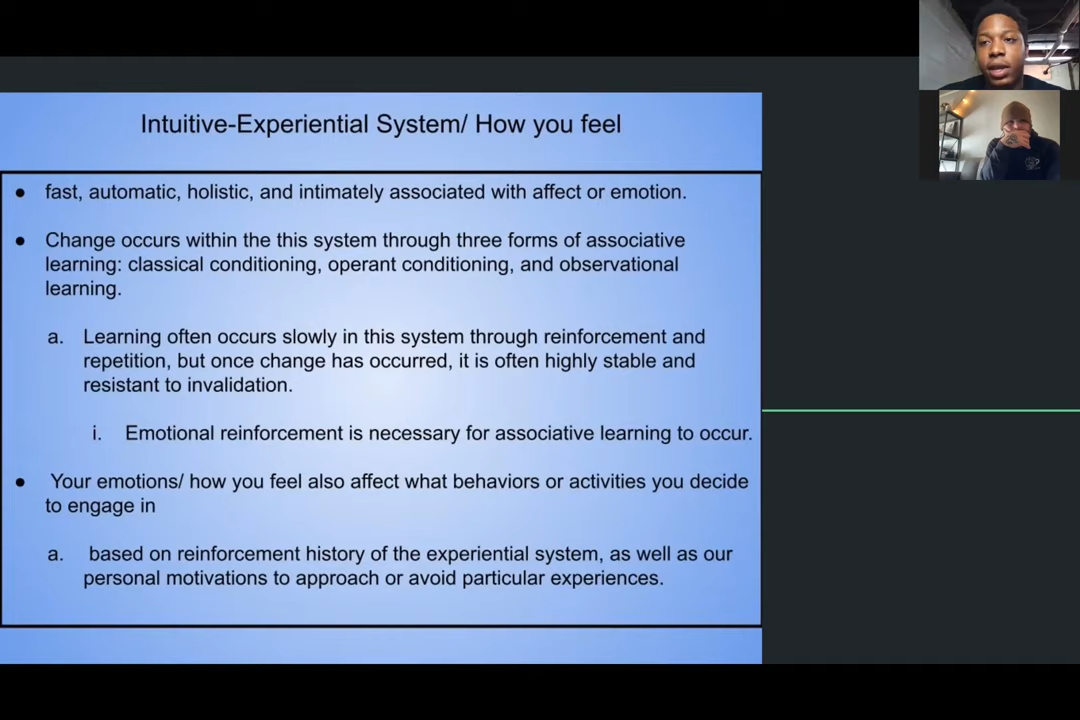 Intuitive-Experiential System/ How you feel
● fast, automatic, holistic, and intimately associated with affect or emotion.
● Change occurs within the this system through three forms of associative
learning: classical conditioning, operant conditioning, and observational
learning.
a. Learning often occurs slowly in this system through reinforcement and
repetition, but once change has occurred, it is often highly stable and
resistant to invalidation.
i. Emotional reinforcement is necessary for associative learning to occur.
● Your emotions/ how you feel also affect what behaviors or activities you decide
to engage in
a. based on reinforcement history of the experiential system, as well as our
personal motivations to approach or avoid particular experiences.